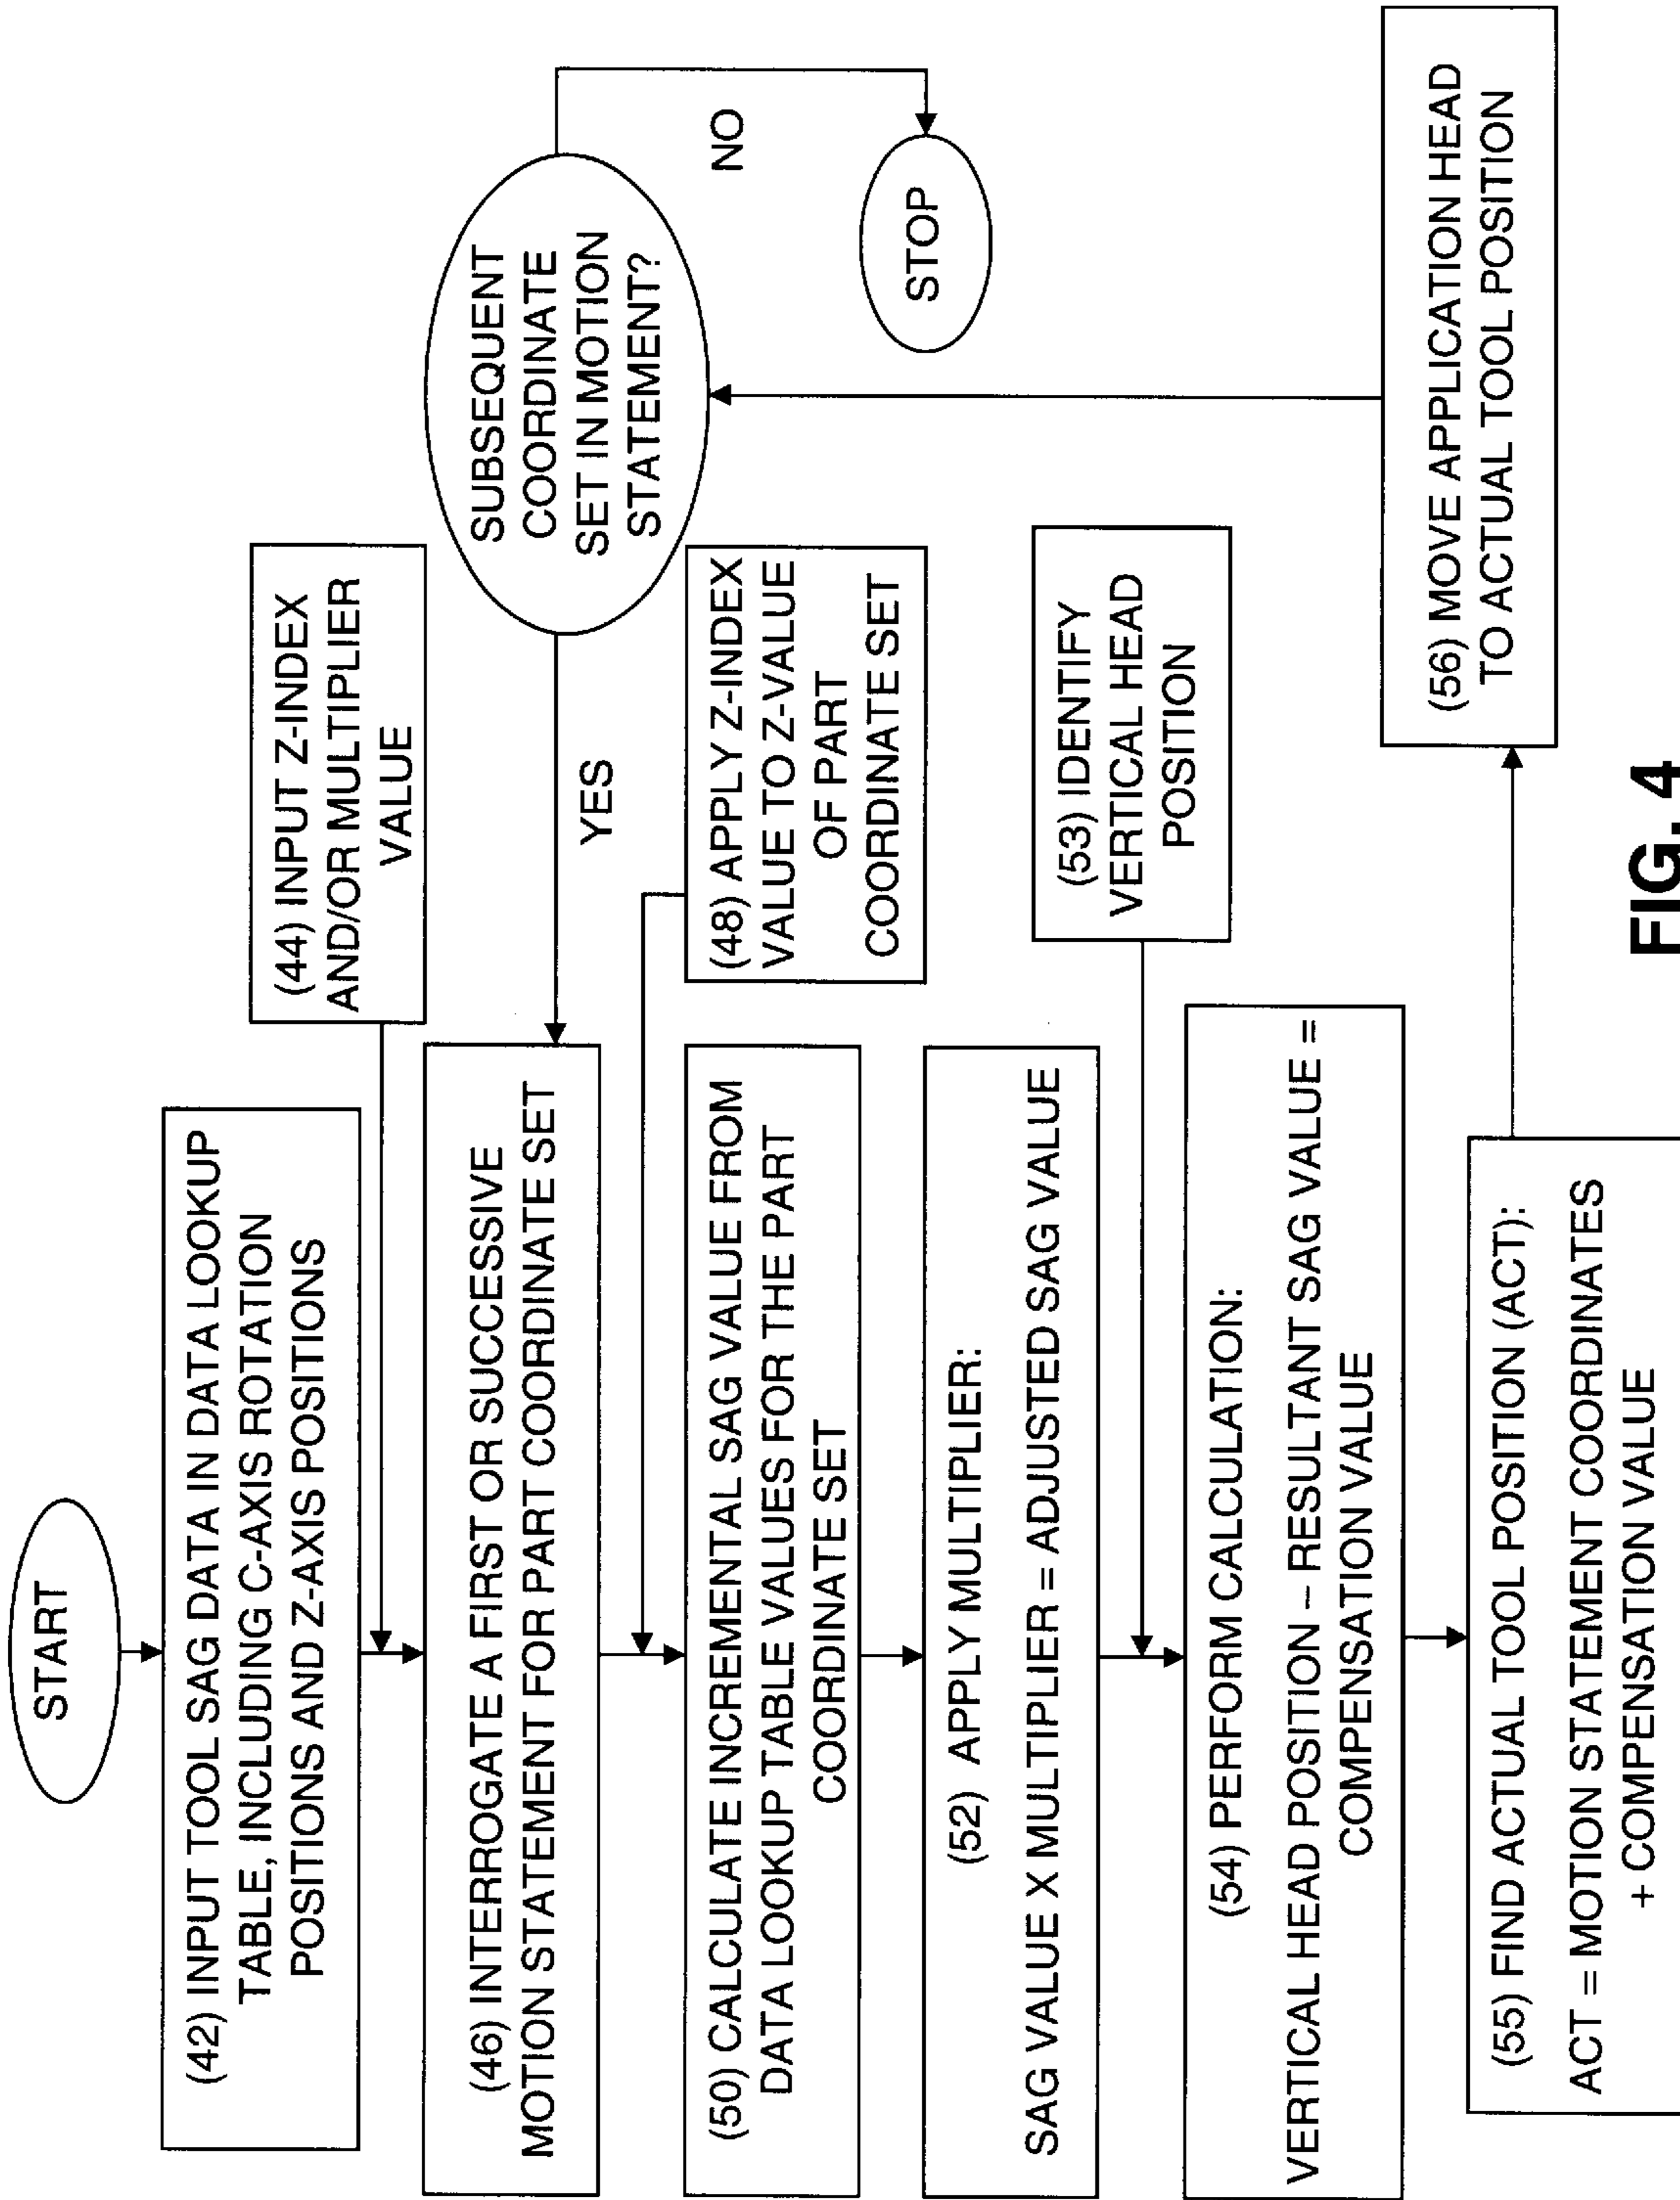 START
(42) INPUT TOOL SAG DATA IN DATA LOOKUP
TABLE, INCLUDING C-AXIS ROTATION
POSITIONS AND Z-AXIS POSITIONS
(44) INPUT Z-INDEX
AND/OR MULTIPLIER
VALUE
(46) INTERROGATE A FIRST OR SUCCESSIVE
MOTION STATEMENT FOR PART COORDINATE SET
YES
SUBSEQUENT
COORDINATE
SET IN MOTION
STATEMENT?
NO
STOP
(48) APPLY Z-INDEX
VALUE TO Z-VALUE
OF PART
COORDINATE SET
(50) CALCULATE INCREMENTAL SAG VALUE FROM
DATA LOOKUP TABLE VALUES FOR THE PART
COORDINATE SET
(52) APPLY MULTIPLIER:
SAG VALUE X MULTIPLIER = ADJUSTED SAG VALUE
(53) IDENTIFY
VERTICAL HEAD
POSITION
(54) PERFORM CALCULATION:
VERTICAL HEAD POSITION – RESULTANT SAG VALUE =
COMPENSATION VALUE
(55) FIND ACTUAL TOOL POSITION (ACT):
ACT = MOTION STATEMENT COORDINATES
+ COMPENSATION VALUE
(56) MOVE APPLICATION HEAD
TO ACTUAL TOOL POSITION
FIG. 4